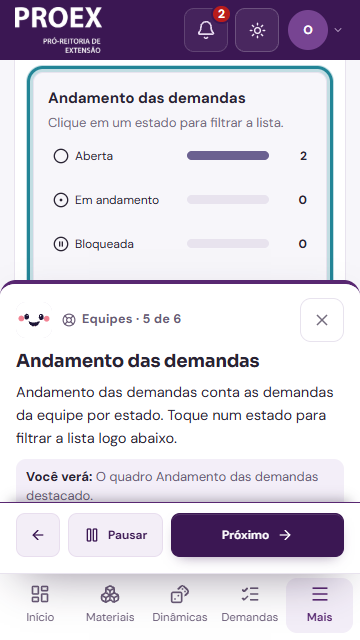 PROEX
PRÓ-REITORIA DE
EXTENSÃO
2
O
Andamento das demandas
Clique em um estado para filtrar a lista.
Aberta 2
Em andamento 0
Bloqueada 0
Equipes · 5 de 6
Andamento das demandas
Andamento das demandas conta as demandas
da equipe por estado. Toque num estado para
filtrar a lista logo abaixo.
Você verá: O quadro Andamento das demandas
destacado.
Pausar
Próximo
Início Materiais Dinâmicas Demandas Mais